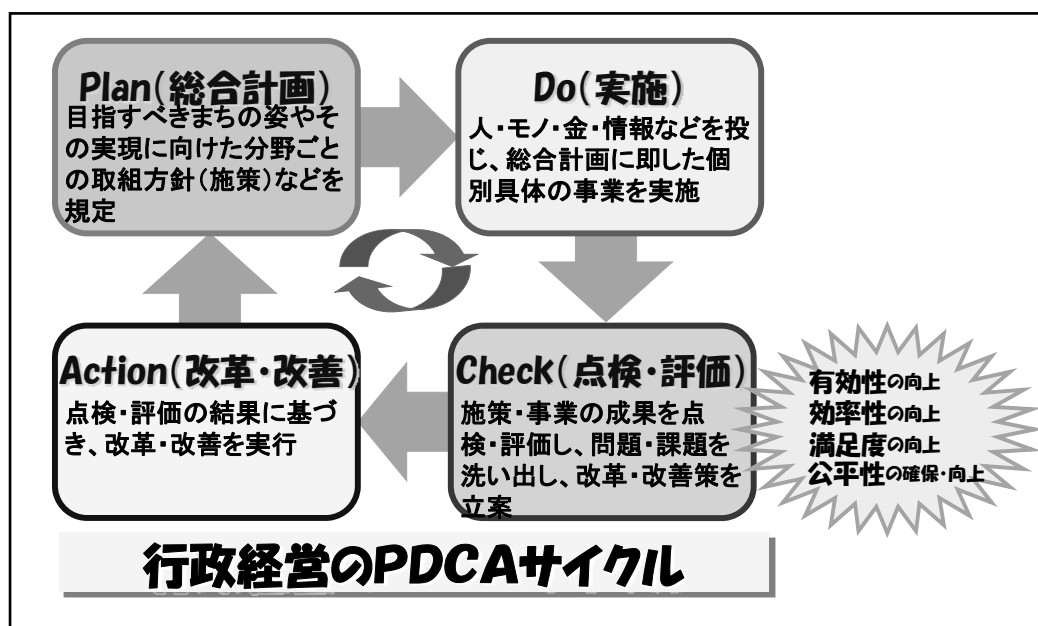 Plan(総合計画)
目指すべきまちの姿やそ
の実現に向けた分野ごと
の取組方針(施策)などを
規定
Do(実施)
人・モノ・金・情報などを投
じ、総合計画に即した個
別具体の事業を実施
Action(改革・改善)
点検・評価の結果に基づ
き、改革・改善を実行
Check(点検・評価)
施策・事業の成果を点
検・評価し、問題・課題を
洗い出し、改革・改善策を
立案
有効性の向上
効率性の向上
満足度の向上
公平性の確保・向上
行政経営のPDCAサイクル